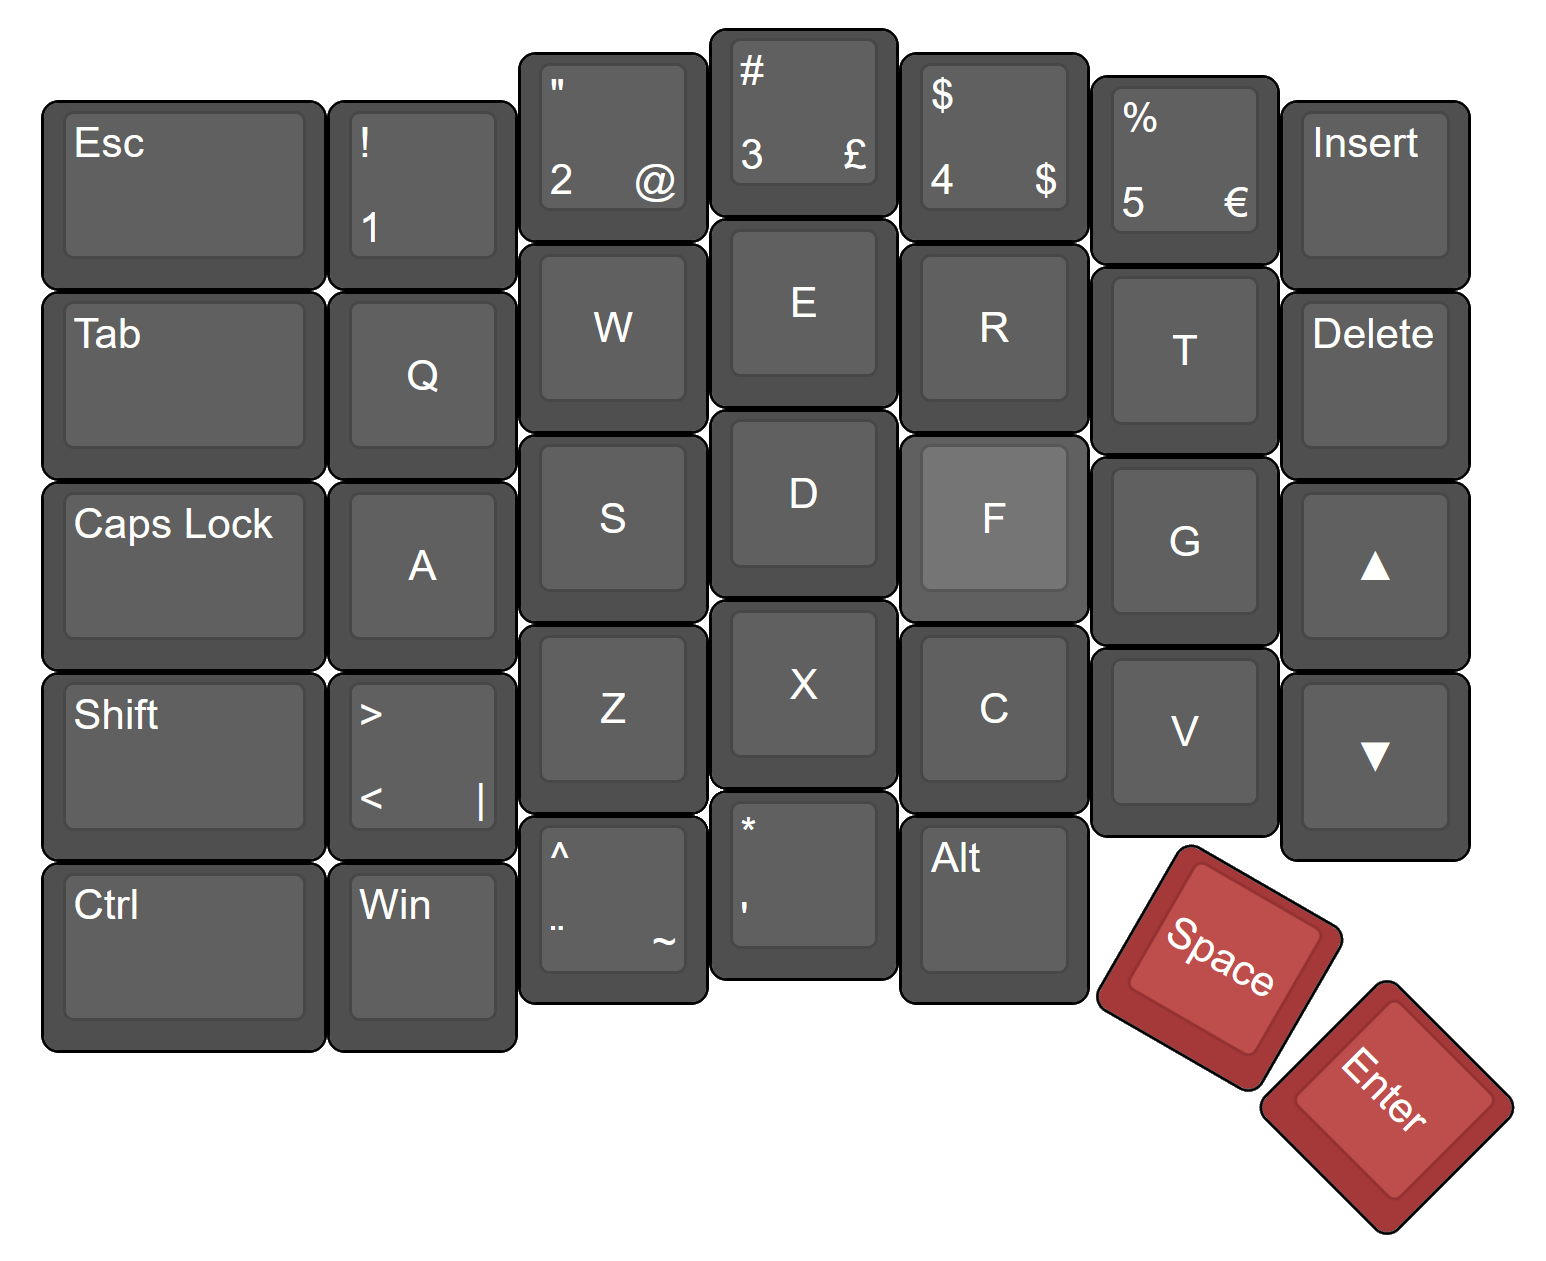 Esc ! " # $ % Insert
1 2 @ 3 £ 4 $ 5 €
Tab Q W E R T Delete
Caps Lock A S D F G ▲
Shift > Z X C V ▼
< |
Ctrl Win ^ * Alt
¨ ~ '
Space
Enter